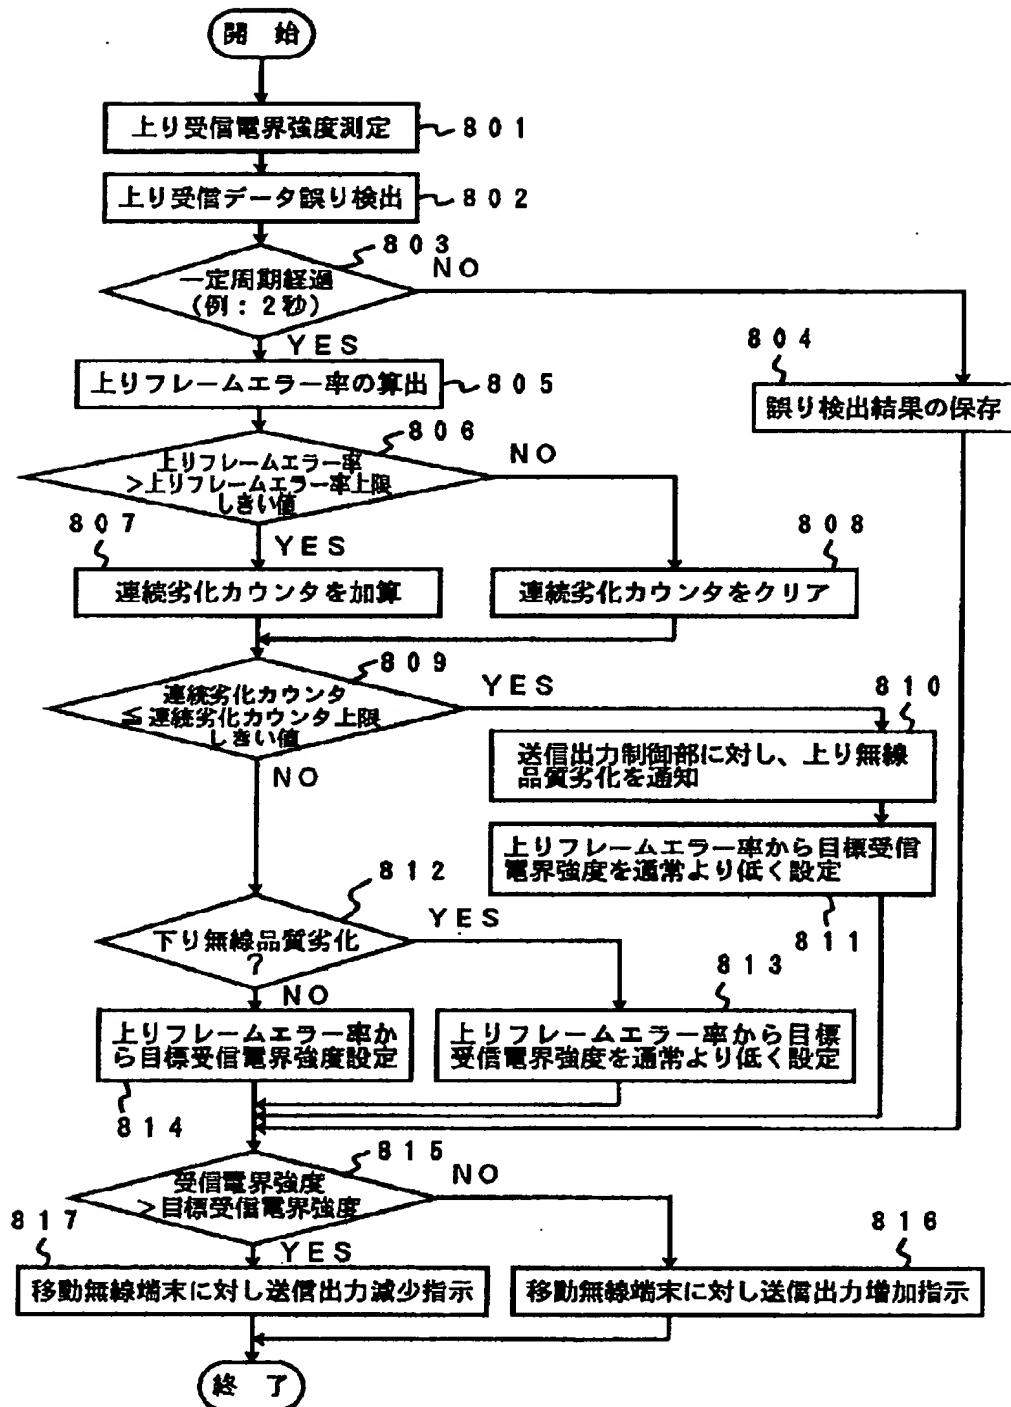 開 始
上り受信電界強度測定
801
上り受信データ誤り検出
802
803
一定周期経過
(例:2秒)
NO
YES
804
上りフレームエラー率の算出
805
誤り検出結果の保存
806
上りフレームエラー率
>上りフレームエラー率上限
しきい値
NO
807
YES
808
連続劣化カウンタを加算
連続劣化カウンタをクリア
809
連続劣化カウンタ
≦連続劣化カウンタ上限
しきい値
YES
810
NO
送信出力制御部に対し、上り無線
品質劣化を通知
上りフレームエラー率から目標受信
電界強度を通常より低く設定
811
812
下り無線品質劣化
?
YES
813
NO
上りフレームエラー率か
ら目標受信電界強度設定
上りフレームエラー率から目標
受信電界強度を通常より低く設定
814
815
受信電界強度
>目標受信電界強度
NO
817
YES
816
移動無線端末に対し送信出力減少指示
移動無線端末に対し送信出力増加指示
終 了